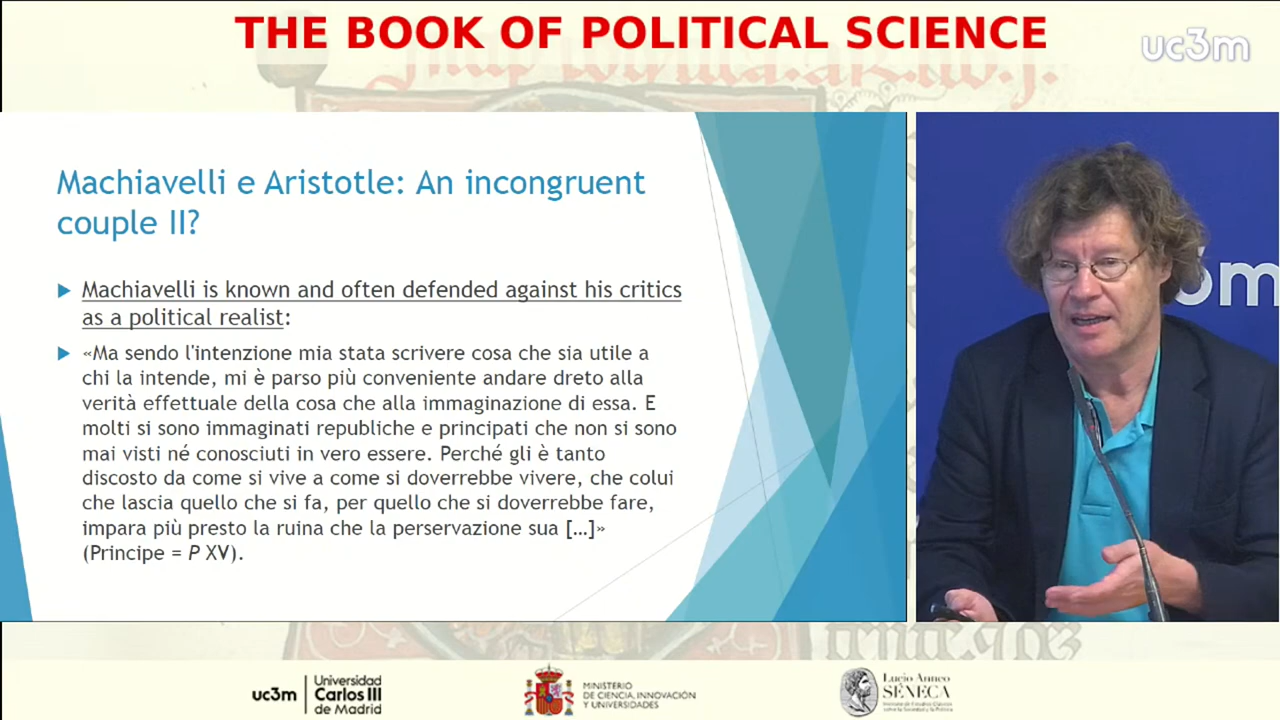 THE BOOK OF POLITICAL SCIENCE
uc3m
Machiavelli e Aristotle: An incongruent
couple II?
Machiavelli is known and often defended against his critics
as a political realist:
«Ma sendo l'intenzione mia stata scrivere cosa che sia utile a
chi la intende, mi è parso più conveniente andare dreto alla
verità effettuale della cosa che alla immaginazione di essa. E
molti si sono immaginati republiche e principati che non si sono
mai visti né conosciuti in vero essere. Perché gli è tanto
discosto da come si vive a come si doverrebbe vivere, che colui
che lascia quello che si fa, per quello che si doverrebbe fare,
impara più presto la ruina che la perservazione sua […]»
(Principe = P XV).
3m
uc3m
Universidad
Carlos III
de Madrid
MINISTERIO
DE CIENCIA, INNOVACIÓN
Y UNIVERSIDADES
Lucio Anneo
SÉNECA